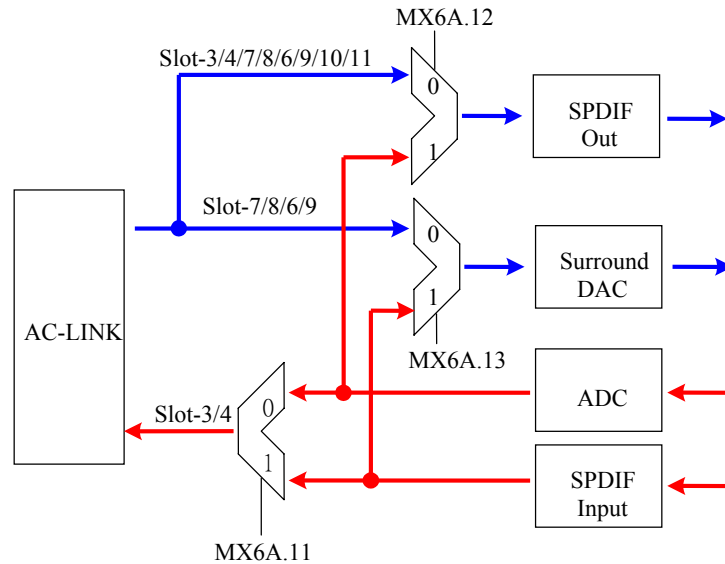 MX6A.12
Slot-3/4/7/8/6/9/10/11
0
SPDIF
Out
1
Slot-7/8/6/9
0
Surround
DAC
1
AC-LINK
MX6A.13
ADC
Slot-3/4
0
1
SPDIF
Input
MX6A.11